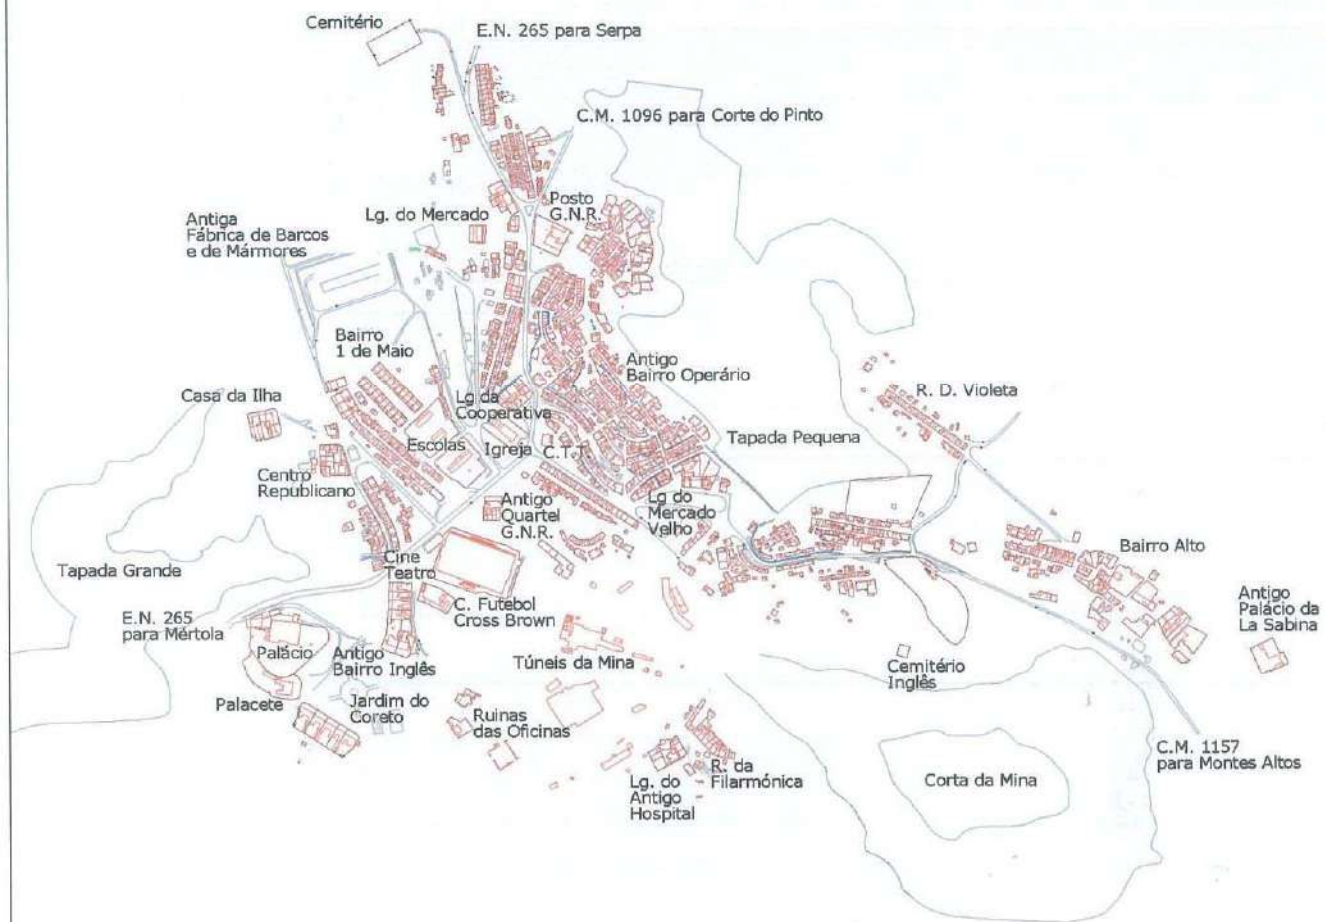 Cemitério
E.N. 265 para Serpa
C.M. 1096 para Corte do Pinto
Posto
G.N.R.
Lg. do Mercado
Antiga
Fábrica de Barcos
e de Mármores
Bairro
1 de Maio
Antigo
Bairro Operário
Casa da Ilha
Lg da
Cooperativa
R. D. Violeta
Escolas
Igreja
C.T.T.
Tapada Pequena
Centro
Republicano
Antigo
Quartel
G.N.R.
Lg do
Mercado
Velho
Bairro Alto
Tapada Grande
Cine
Teatro
Antigo
Palácio da
La Sabina
E.N. 265
para Mértola
C. Futebol
Cross Brown
Palácio
Antigo
Bairro Inglês
Túneis da Mina
Cemitério
Inglês
Palacete
Jardim do
Coreto
Ruinas
das Oficinas
C.M. 1157
para Montes Altos
Lg. do
Antigo
Hospital
R. da
Filarmónica
Corta da Mina